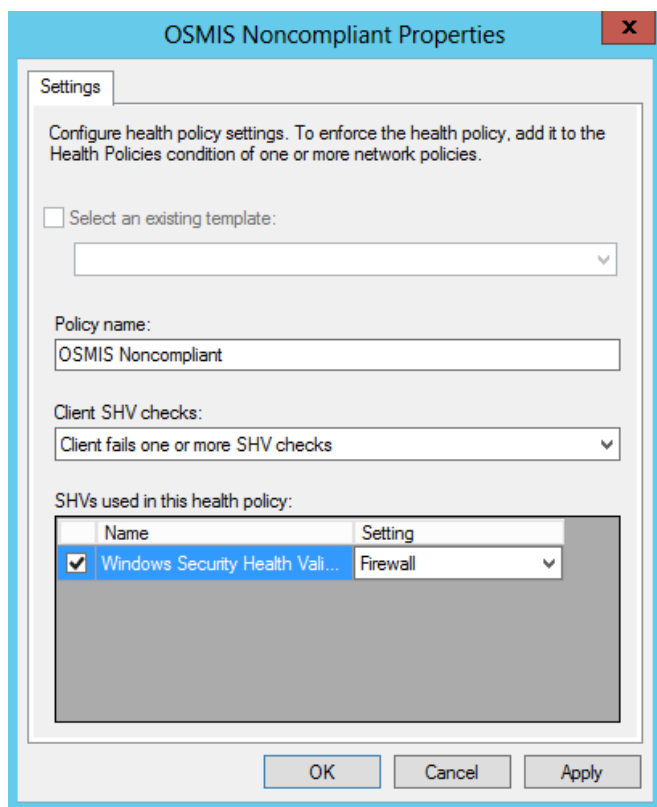 OSMIS Noncompliant Properties
x
Settings
Configure health policy settings. To enforce the health policy, add it to the
Health Policies condition of one or more network policies.
Select an existing template:
Policy name:
OSMIS Noncompliant
Client SHV checks:
Client fails one or more SHV checks
SHVs used in this health policy:
Name Setting
Windows Security Health Vali... Firewall
OK Cancel Apply